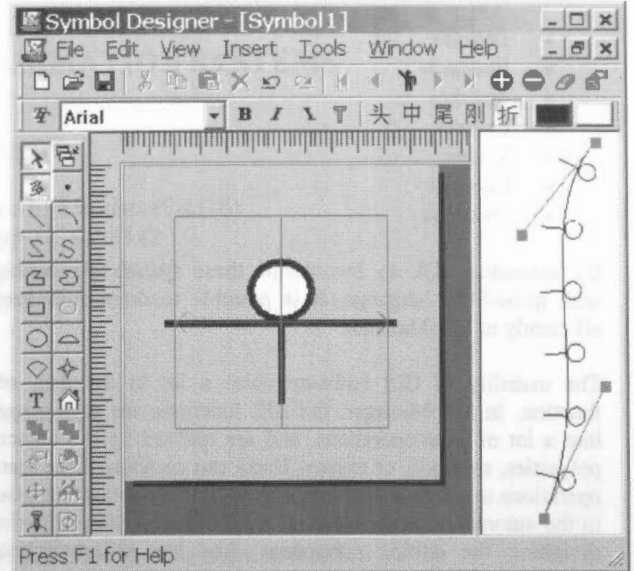 Symbol Designer - [Symbol1]
File Edit View Insert Tools Window Help
Arial B I T 头 中 尾 刚 折
T
Press F1 for Help